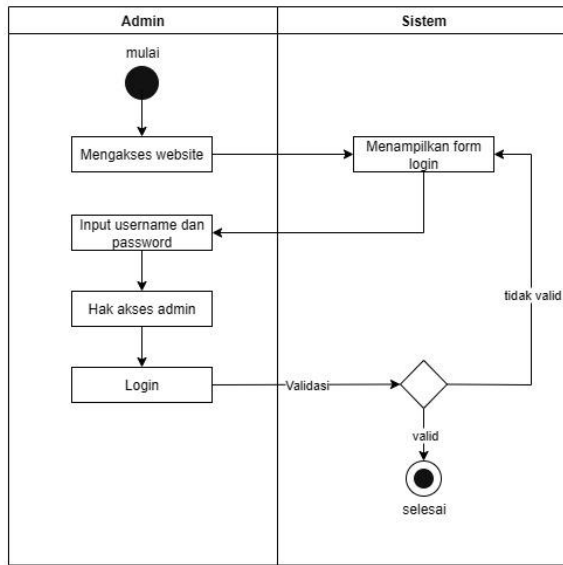 Admin
Sistem
mulai
Mengakses website
Menampilkan form
login
Input username dan
password
Hak akses admin
tidak valid
Login
Validasi
valid
selesai